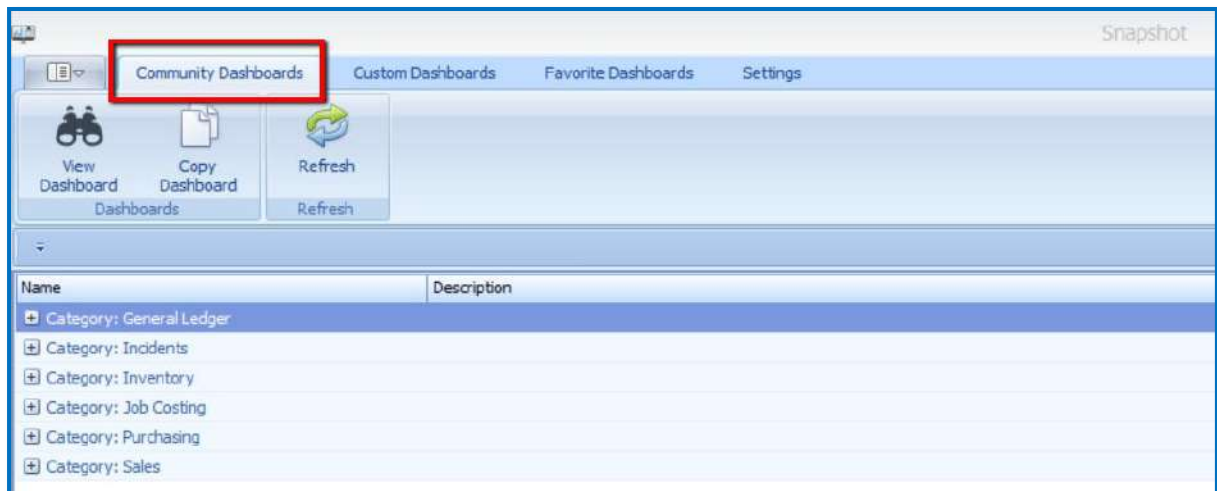 Snapshot
Community Dashboards Custom Dashboards Favorite Dashboards Settings
View Dashboard Copy Dashboard Refresh
Dashboards Refresh
Name Description
Category: General Ledger
Category: Incidents
Category: Inventory
Category: Job Costing
Category: Purchasing
Category: Sales